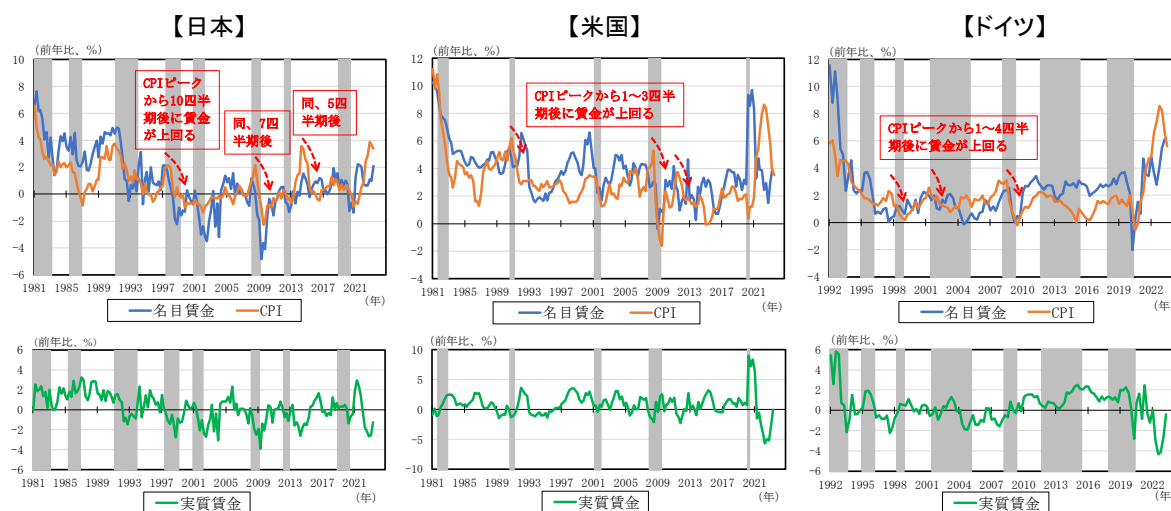 【日本】
(前年比、%)
10
8
6
4
2
0
-2
-4
-6
CPIピーク
から10四半
期後に賃金
が上回る
同、7四
半期後
同、5四
半期後
1981 1985 1989 1993 1997 2001 2005 2009 2013 2017 2021
(年)
名目賃金 CPI
【米国】
(前年比、%)
12
10
8
6
4
2
0
-2
-4
CPIピークから1～3四半
期後に賃金が上回る
1981 1985 1989 1993 1997 2001 2005 2009 2013 2017 2021
(年)
名目賃金 CPI
【ドイツ】
(前年比、%)
12
10
8
6
4
2
0
-2
-4
CPIピークから1～4四半
期後に賃金が上回る
1992 1995 1998 2001 2004 2007 2010 2013 2016 2019 2022
(年)
名目賃金 CPI
(前年比、%)
6
4
2
0
-2
-4
-6
1981 1985 1989 1993 1997 2001 2005 2009 2013 2017 2021
(年)
実質賃金
(前年比、%)
10
5
0
-5
-10
1981 1985 1989 1993 1997 2001 2005 2009 2013 2017 2021
(年)
実質賃金
(前年比、%)
6
4
2
0
-2
-4
-6
1992 1995 1998 2001 2004 2007 2010 2013 2016 2019 2022
(年)
実質賃金